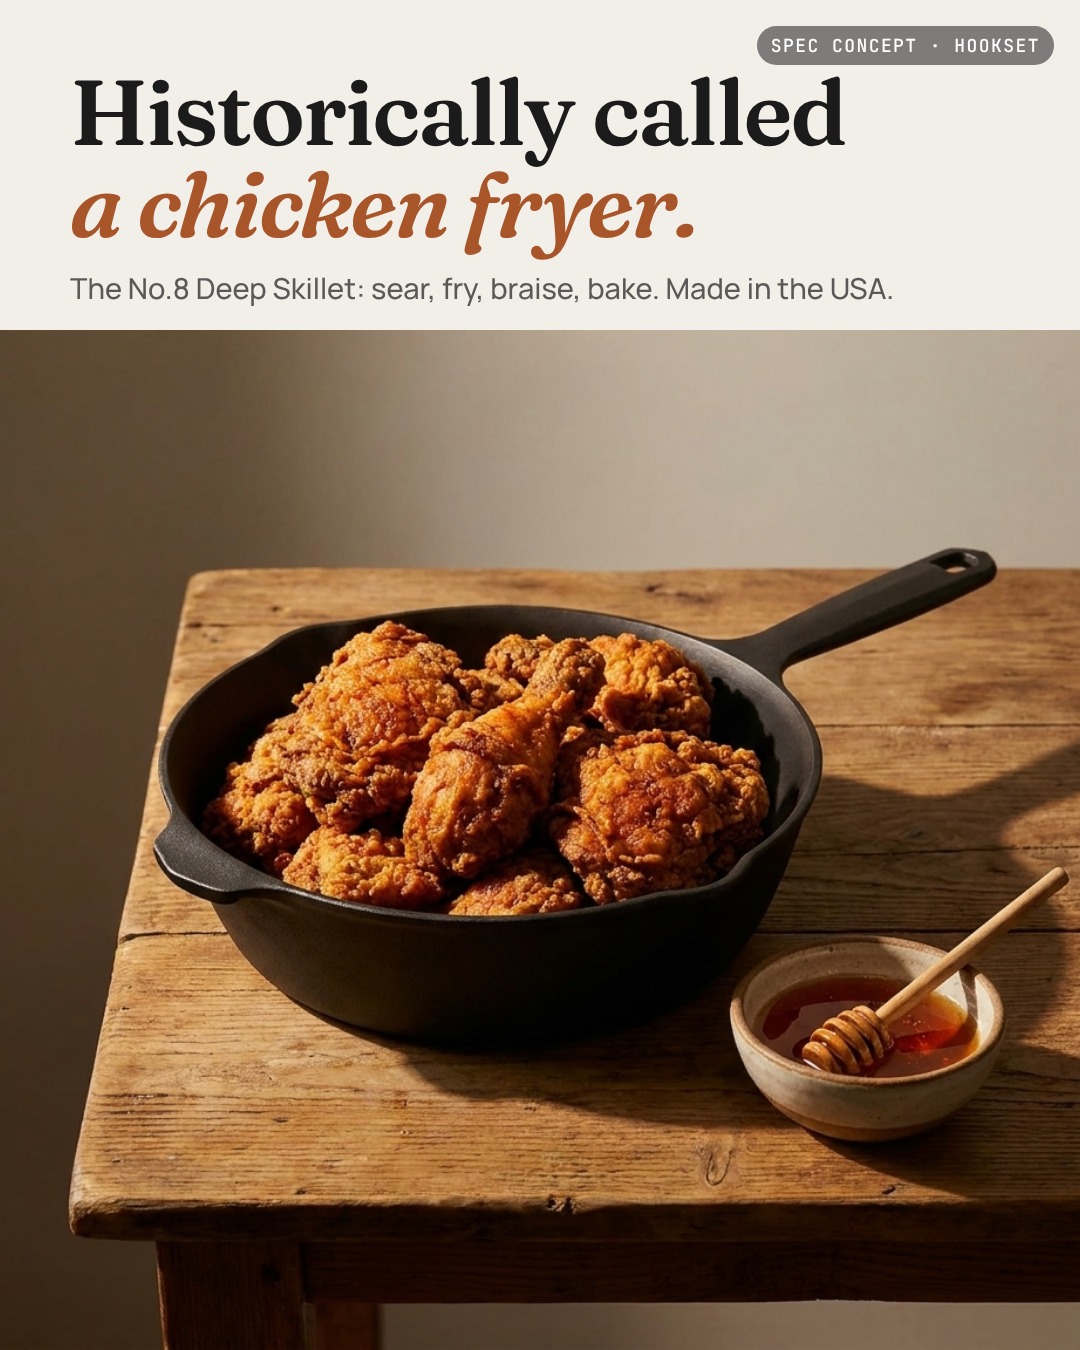 SPEC CONCEPT · HOOKSET
Historically called
a chicken fryer.
The No.8 Deep Skillet: sear, fry, braise, bake. Made in the USA.